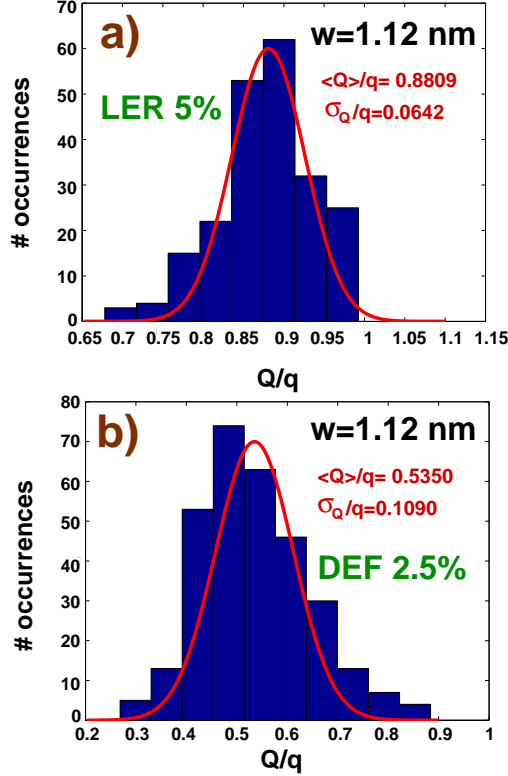 a)
w=1.12 nm
<Q>/q= 0.8809
σQ/q=0.0642
LER 5%
# occurrences
70
60
50
40
30
20
10
0
0.65 0.7 0.75 0.8 0.85 0.9 0.95 1 1.05 1.1 1.15
Q/q
b)
w=1.12 nm
<Q>/q= 0.5350
σQ/q=0.1090
DEF 2.5%
# occurrences
80
70
60
50
40
30
20
10
0
0.2 0.3 0.4 0.5 0.6 0.7 0.8 0.9 1
Q/q